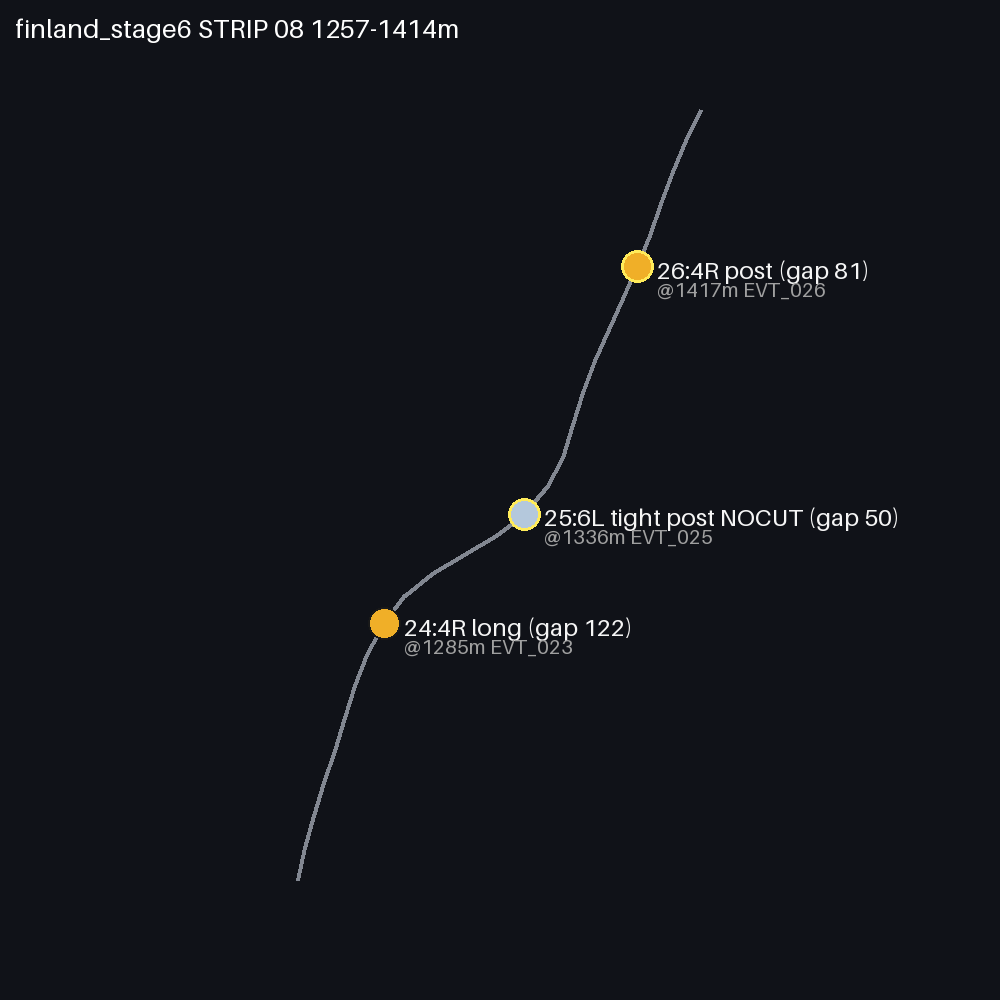 finland_stage6 STRIP 08 1257-1414m
26:4R post (gap 81)
@1417m EVT_026
25:6L tight post NOCUT (gap 50)
@1336m EVT_025
24:4R long (gap 122)
@1285m EVT_023